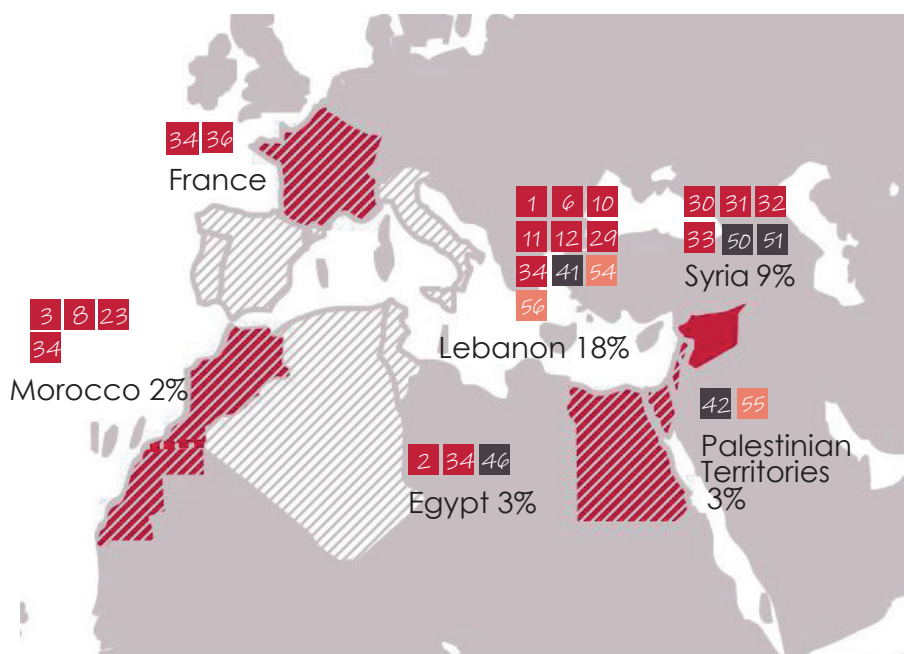 34 36
France
1 6 10
11 12 29
34 41 54
56
Lebanon 18%
30 31 32
33 50 51
Syria 9%
3 8 23
34
Morocco 2%
2 34 46
Egypt 3%
42 55
Palestinian
Territories
3%